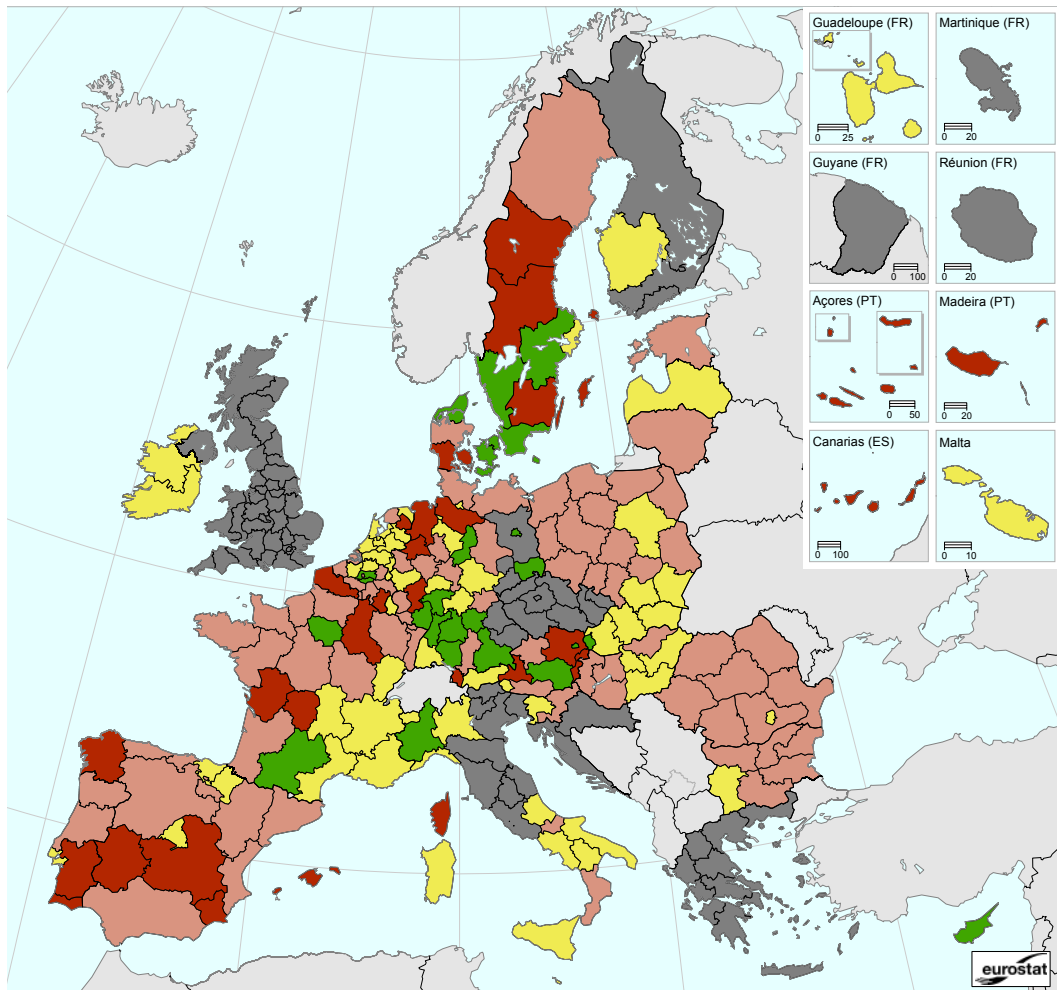 Guadeloupe (FR)
0 25
Martinique (FR)
0 20
Guyane (FR)
0 100
Réunion (FR)
0 20
Açores (PT)
0 50
Madeira (PT)
0 20
Canarias (ES)
0 100
Malta
0 10
eurostat